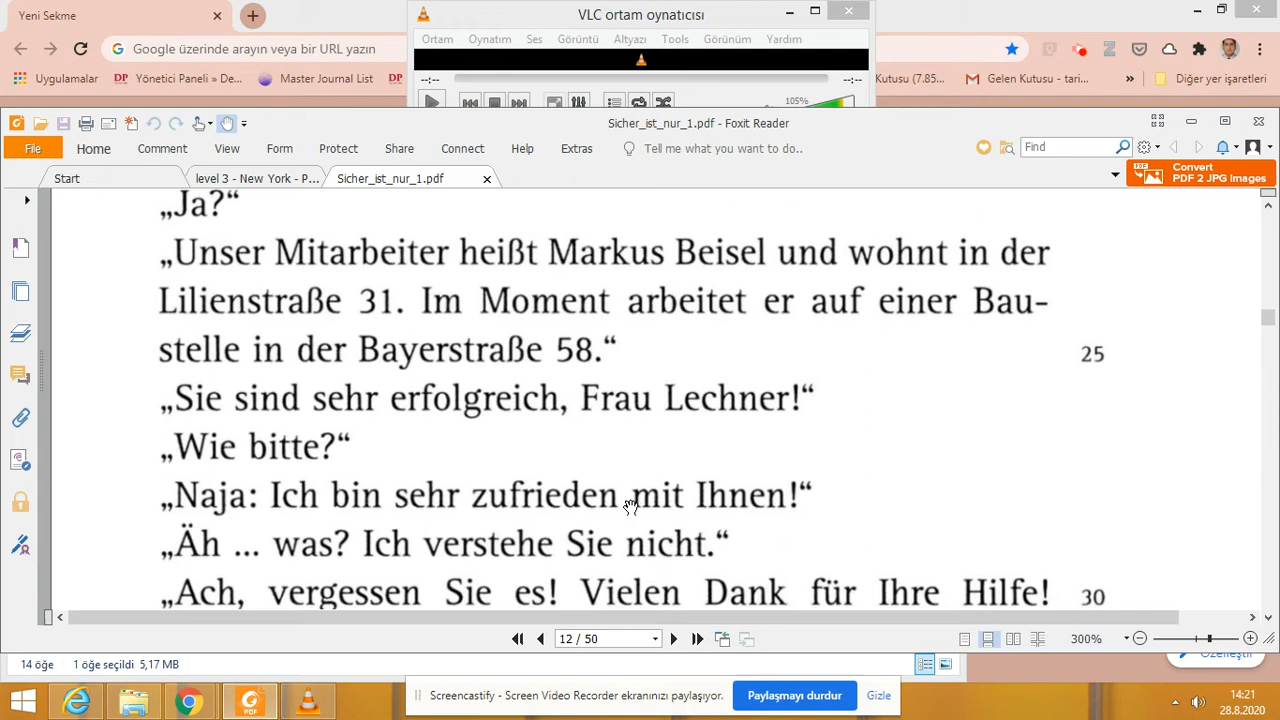 Yeni Sekme
VLC ortam oynatıcısı
Google üzerinde arayın veya bir URL yazın
Ortam Oynatım Ses Görüntü Altyazı Tools Görünüm Yardım
Uygulamalar DP Yönetici Paneli » De... Master Journal List Kutusu (7.85... Gelen Kutusu - tari... » Diğer yer işaretleri
--:-- --:--
105%
Sicher_ist_nur_1.pdf - Foxit Reader
File Home Comment View Form Protect Share Connect Help Extras Tell me what you want to do.. Find
Start level 3 - New York - P... Sicher_ist_nur_1.pdf
Convert
PDF 2 JPG Images
„Ja?“
„Unser Mitarbeiter heißt Markus Beisel und wohnt in der
Lilienstraße 31. Im Moment arbeitet er auf einer Bau-
stelle in der Bayerstraße 58.“ 25
„Sie sind sehr erfolgreich, Frau Lechner!“
„Wie bitte?“
„Naja: Ich bin sehr zufrieden mit Ihnen!“
„Äh ... was? Ich verstehe Sie nicht.“
„Ach, vergessen Sie es! Vielen Dank für Ihre Hilfe! 30
12 / 50 300%
14 öğe 1 öğe seçildi 5,17 MB
Özelleştir
Screencastify - Screen Video Recorder ekranınızı paylaşıyor. Paylaşmayı durdur Gizle
14:21
28.8.2020